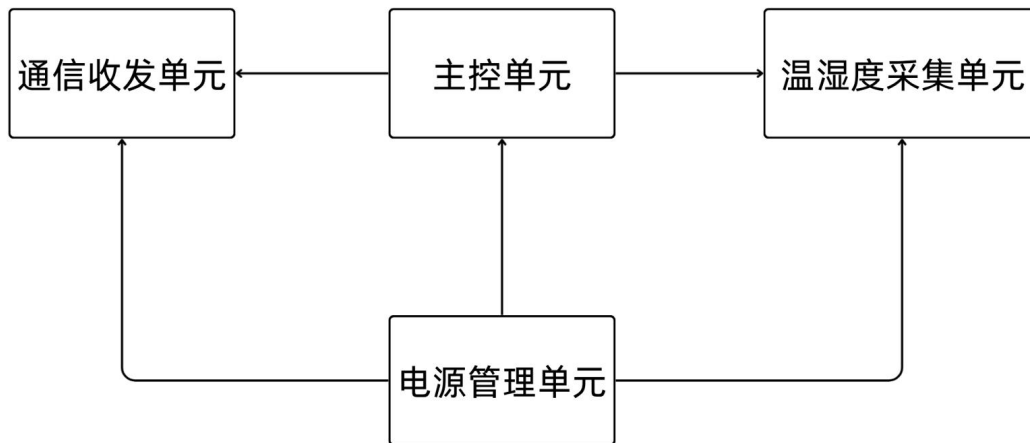 通信收发单元
主控单元
温湿度采集单元
电源管理单元